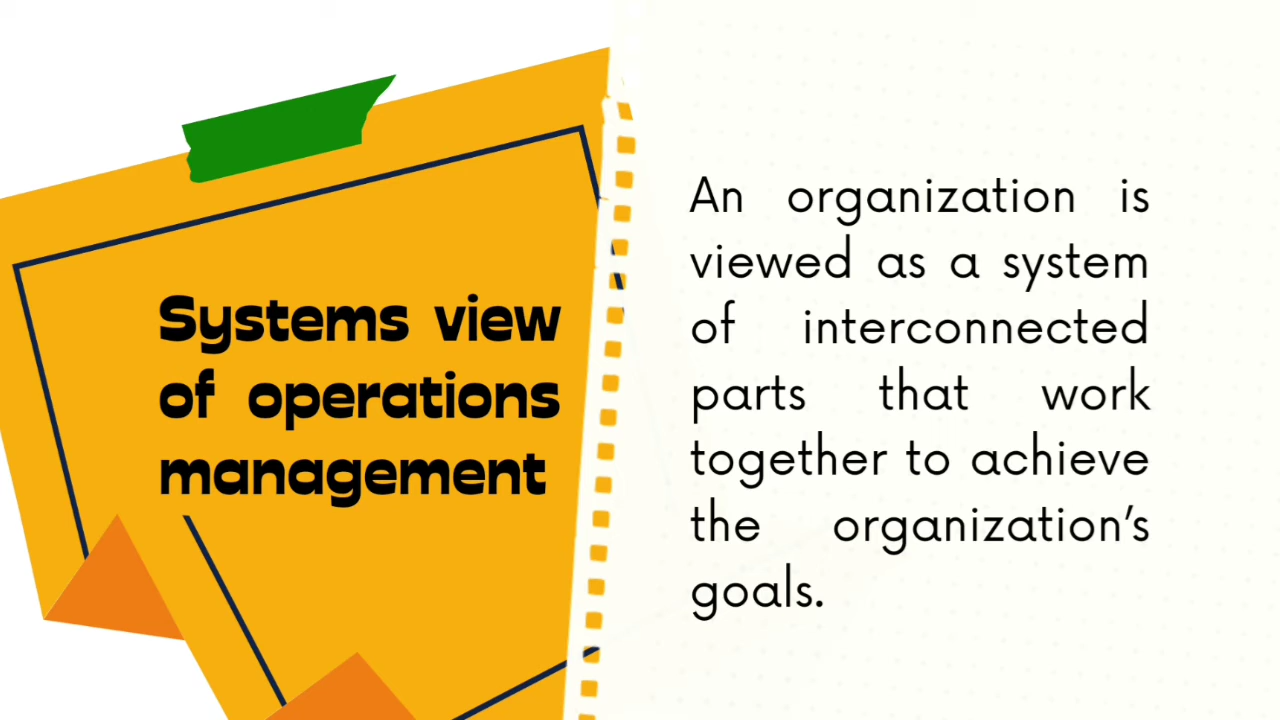 Systems view
of operations
management
An organization is
viewed as a system
of interconnected
parts that work
together to achieve
the organization’s
goals.